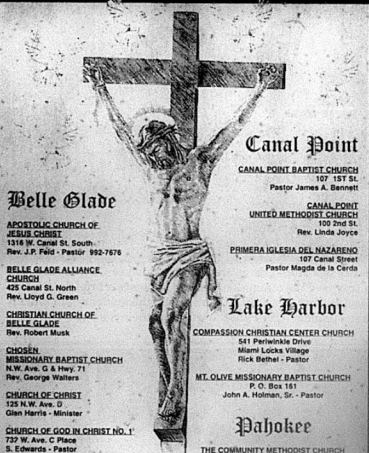 Belle Glade
APOSTOLIC CHURCH OF
JESUS CHRIST
1316 W. Canal St. South
Rev. J.P. Feid - Pastor 992-7676
BELLE GLADE ALLIANCE
CHURCH
425 Canal St. North
Rev. Lloyd G. Green
CHRISTIAN CHURCH OF
BELLE GLADE
Rev. Robert Musk
CHOSEN
MISSIONARY BAPTIST CHURCH
N.W. Ave. G & Hwy. 71
Rev. George Walters
CHURCH OF CHRIST
125 N.W. Ave. D
Glen Harris - Minister
CHURCH OF GOD IN CHRIST NO. 1
732 W. Ave. C Place
S. Edwards - Pastor
Canal Point
CANAL POINT BAPTIST CHURCH
107 1ST St.
Pastor James A. Bennett
CANAL POINT
UNITED METHODIST CHURCH
100 2nd St.
Rev. Linda Joyce
PRIMERA IGLESIA DEL NAZARENO
107 Canal Street
Pastor Magda de la Cerda
Lake Harbor
COMPASSION CHRISTIAN CENTER CHURCH
541 Periwinkle Drive
Miami Locks Village
Rick Bethel - Pastor
MT. OLIVE MISSIONARY BAPTIST CHURCH
P. O. Box 161
John A. Holman, Sr. - Pastor
Pahokee
THE COMMUNITY METHODIST CHURCH